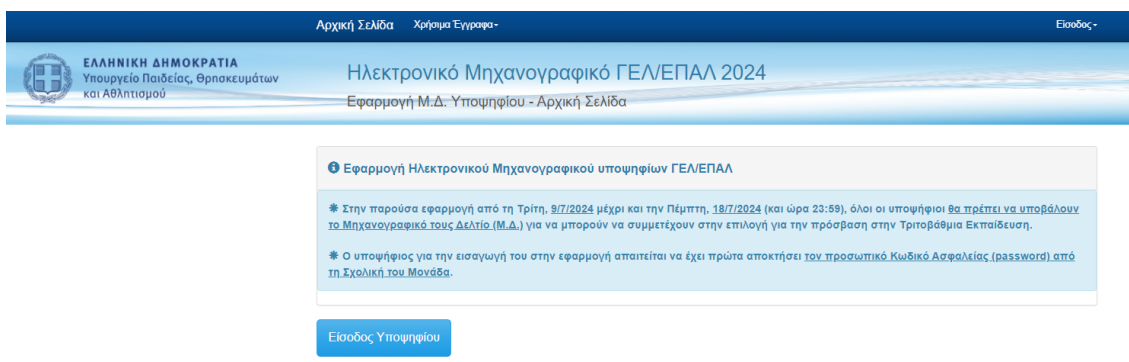 Αρχική Σελίδα Χρήσιμα Έγγραφα Είσοδος
ΕΛΛΗΝΙΚΗ ΔΗΜΟΚΡΑΤΙΑ
Υπουργείο Παιδείας, Θρησκευμάτων
και Αθλητισμού
Ηλεκτρονικό Μηχανογραφικό ΓΕΛ/ΕΠΑΛ 2024
Εφαρμογή Μ.Δ. Υποψηφίου - Αρχική Σελίδα
Εφαρμογή Ηλεκτρονικού Μηχανογραφικού υποψηφίων ΓΕΛ/ΕΠΑΛ
Στην παρούσα εφαρμογή από τη Τρίτη, 9/7/2024 μέχρι και την Πέμπτη, 18/7/2024 (και ώρα 23:59), όλοι οι υποψήφιοι θα πρέπει να υποβάλουν
το Μηχανογραφικό τους Δελτίο (Μ.Δ.) για να μπορούν να συμμετέχουν στην επιλογή για την πρόσβαση στην Τριτοβάθμια Εκπαίδευση.
Ο υποψήφιος για την εισαγωγή του στην εφαρμογή απαιτείται να έχει πρώτα αποκτήσει τον προσωπικό Κωδικό Ασφαλείας (password) από
τη Σχολική του Μονάδα.
Είσοδος Υποψηφίου